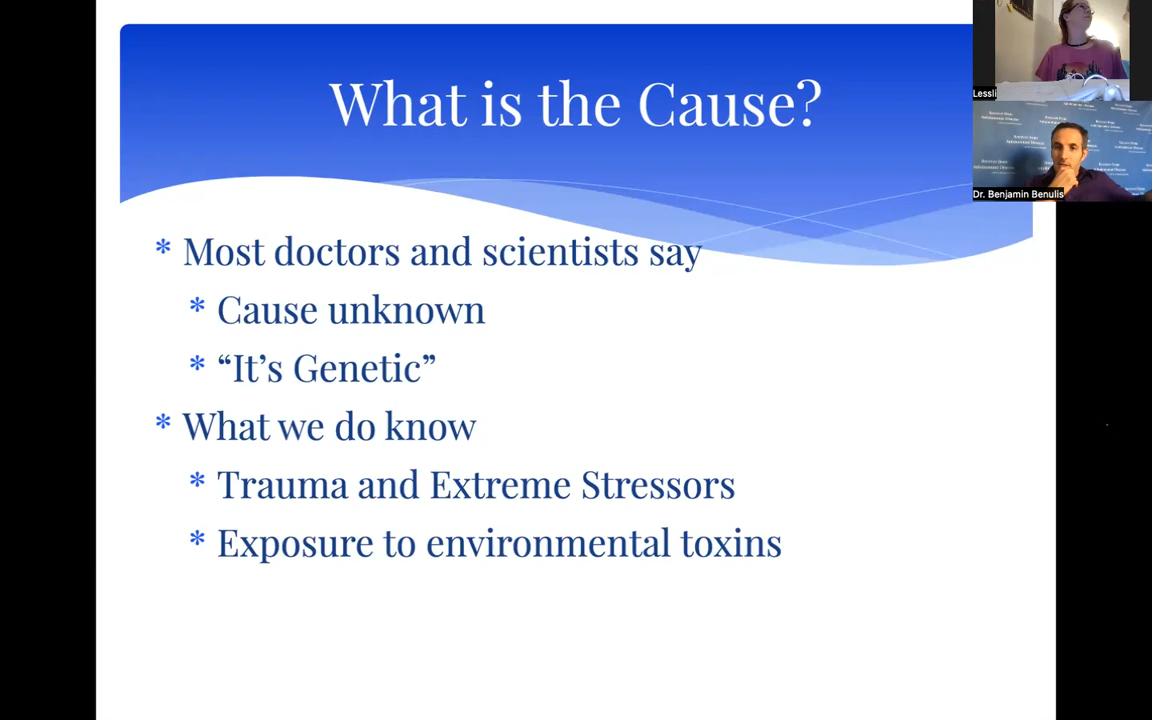 What is the Cause?
* Most doctors and scientists say
* Cause unknown
* “It’s Genetic”
* What we do know
* Trauma and Extreme Stressors
* Exposure to environmental toxins
Lessli
Dr. Benjamin Benulis